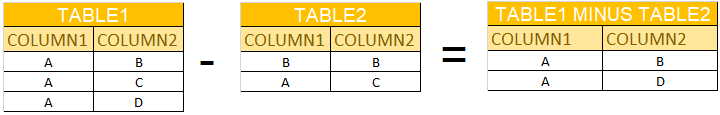 TABLE1
COLUMN1 COLUMN2
A B
A C
A D
-
TABLE2
COLUMN1 COLUMN2
B B
A C
=
TABLE1 MINUS TABLE2
COLUMN1 COLUMN2
A B
A D